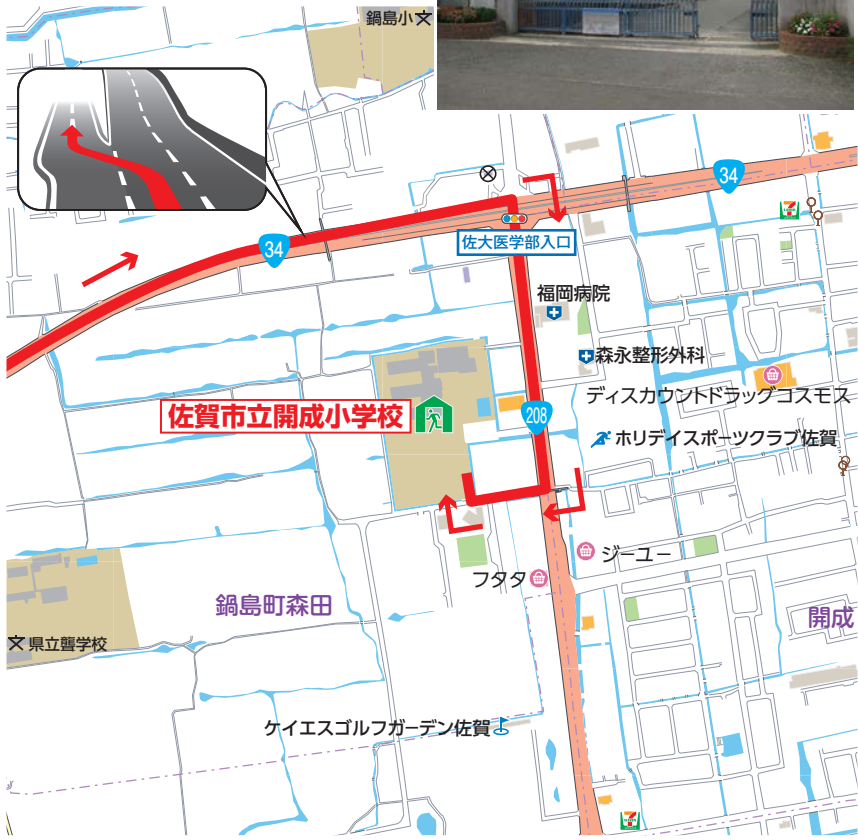 鍋島小
34
34
佐大医学部入口
福岡病院
森永整形外科
ディスカウントドラッグコスモス
佐賀市立開成小学校
208
ホリデイスポーツクラブ佐賀
ジーユー
フタタ
鍋島町森田
開成
県立聾学校
ケイエスゴルフガーデン佐賀